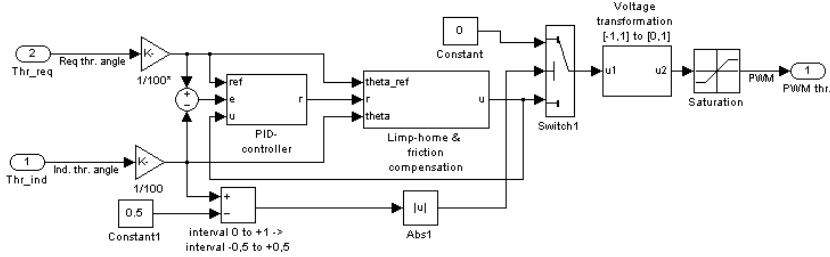 Voltage
transformation
[-1,1] to [0,1]
0
Constant
2
Thr_req
Req thr. angle
K-
1/100*
ref
e
u
r
PID-
controller
theta_ref
r
theta
u
Limp-home &
friction
compensation
Switch1
u1
u2
Saturation
PWM
1
PWM thr.
+
−
1
Thr_ind
Ind. thr. angle
K-
1/100
0.5
Constant1
+
−
interval 0 to +1 ->
interval -0,5 to +0,5
|u|
Abs1